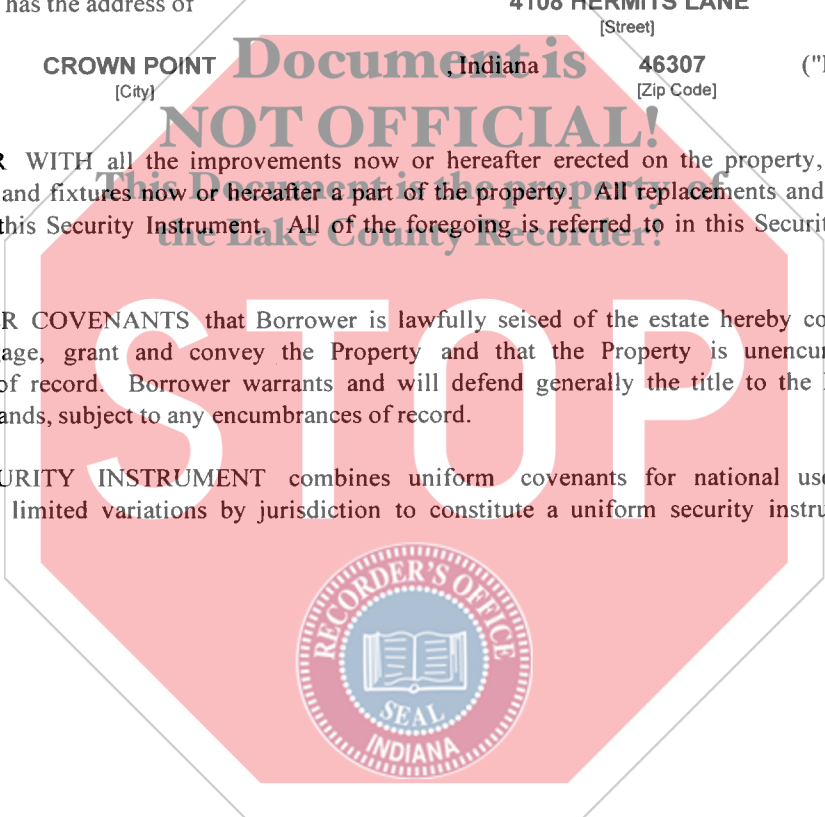 has the address of 4108 HERMITS LANE
[Street]
CROWN POINT , Indiana 46307 ("
[City] [Zip Code]
Document is
NOT OFFICIAL!
This Document is the property of
the Lake County Recorder!
R WITH all the improvements now or hereafter erected on the property,
and fixtures now or hereafter a part of the property. All replacements and
this Security Instrument. All of the foregoing is referred to in this Securit
R COVENANTS that Borrower is lawfully seised of the estate hereby co
age, grant and convey the Property and that the Property is unencu
of record. Borrower warrants and will defend generally the title to the
ands, subject to any encumbrances of record.
URITY INSTRUMENT combines uniform covenants for national use
limited variations by jurisdiction to constitute a uniform security instru
STOP
RECORDER'S OFFICE
SEAL
INDIANA